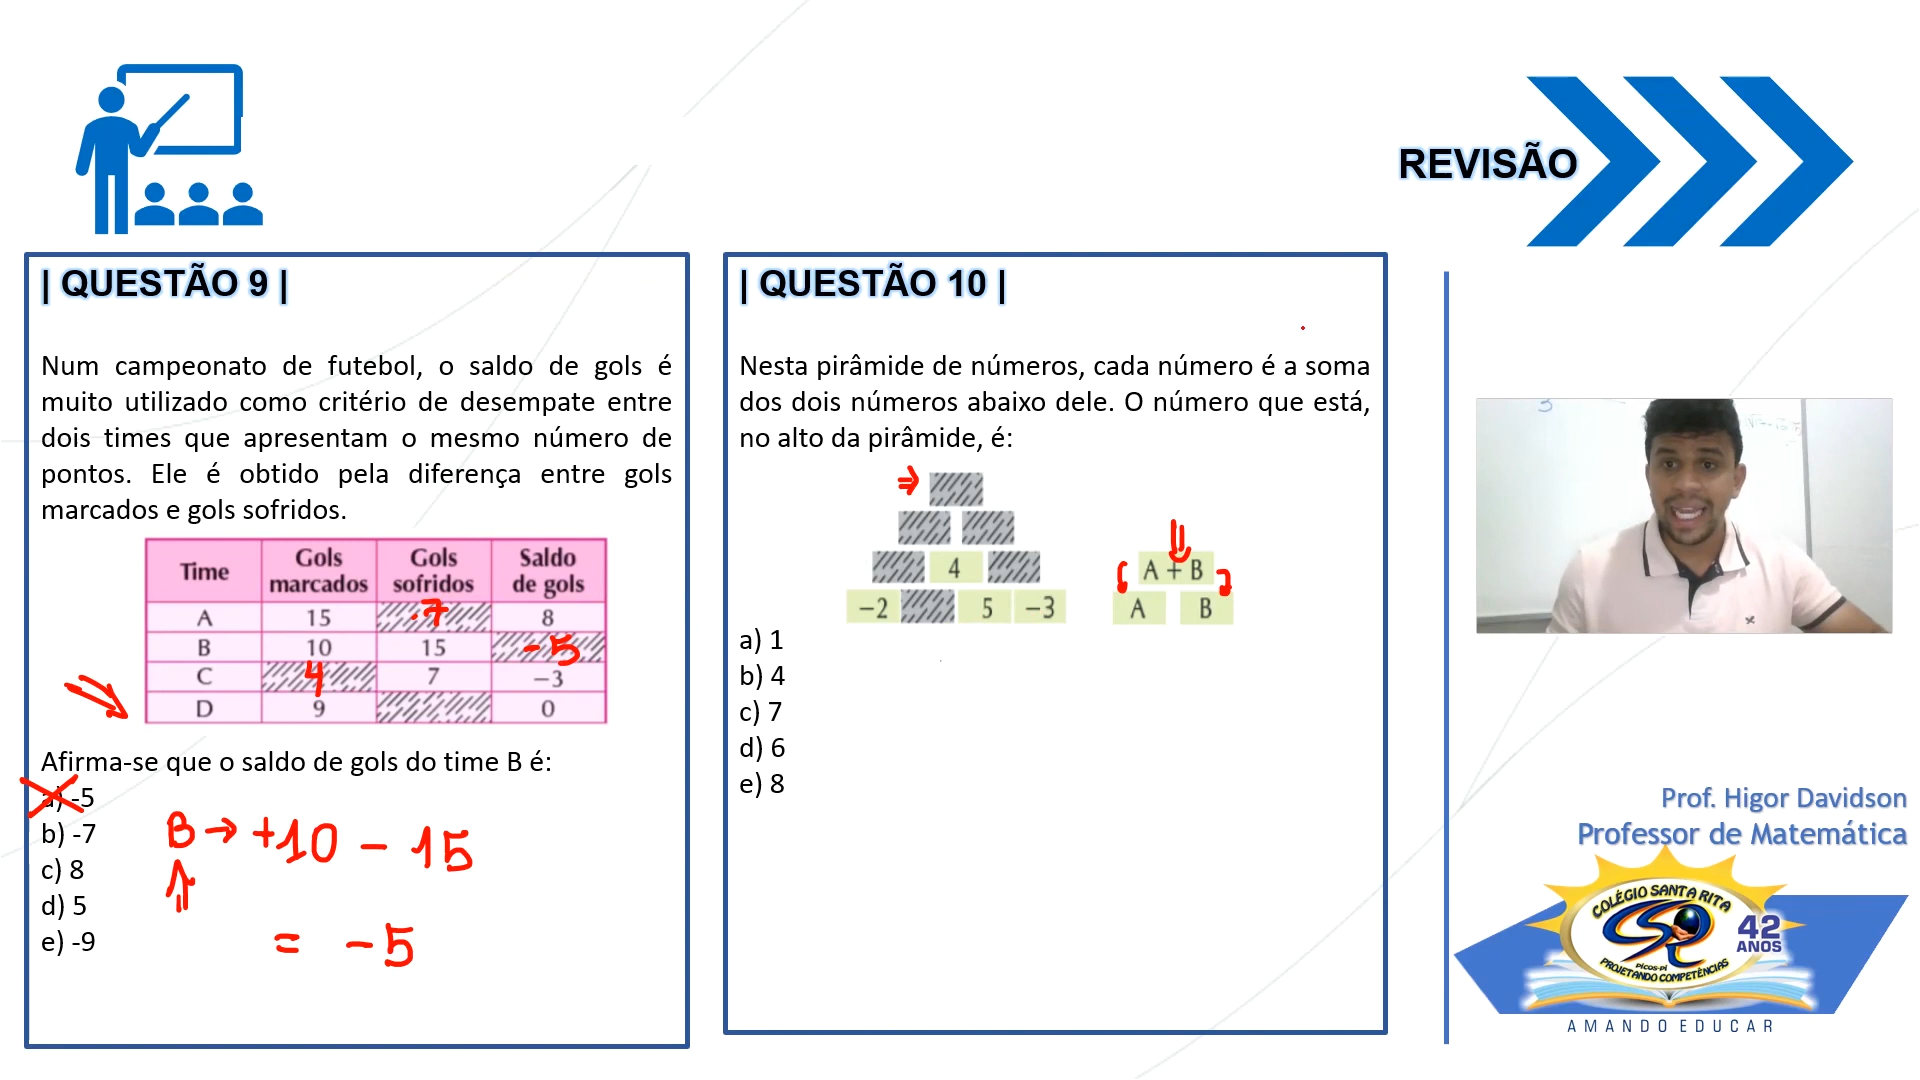 REVISÃO
| QUESTÃO 9 |
Num campeonato de futebol, o saldo de gols é
muito utilizado como critério de desempate entre
dois times que apresentam o mesmo número de
pontos. Ele é obtido pela diferença entre gols
marcados e gols sofridos.
Time Gols marcados Gols sofridos Saldo de gols
A 15 7 8
B 10 15 -5
C 4 7 −3
D 9 0
Afirma-se que o saldo de gols do time B é:
a) -5
b) -7
c) 8
d) 5
e) -9
B → +10 - 15
= -5
| QUESTÃO 10 |
Nesta pirâmide de números, cada número é a soma
dos dois números abaixo dele. O número que está,
no alto da pirâmide, é:
4
−2 5 −3
A + B
A B
a) 1
b) 4
c) 7
d) 6
e) 8
Prof. Higor Davidson
Professor de Matemática
COLÉGIO SANTA RITA
42
ANOS
PICOS-PI
PROJETANDO COMPETÊNCIAS
AMANDO EDUCAR